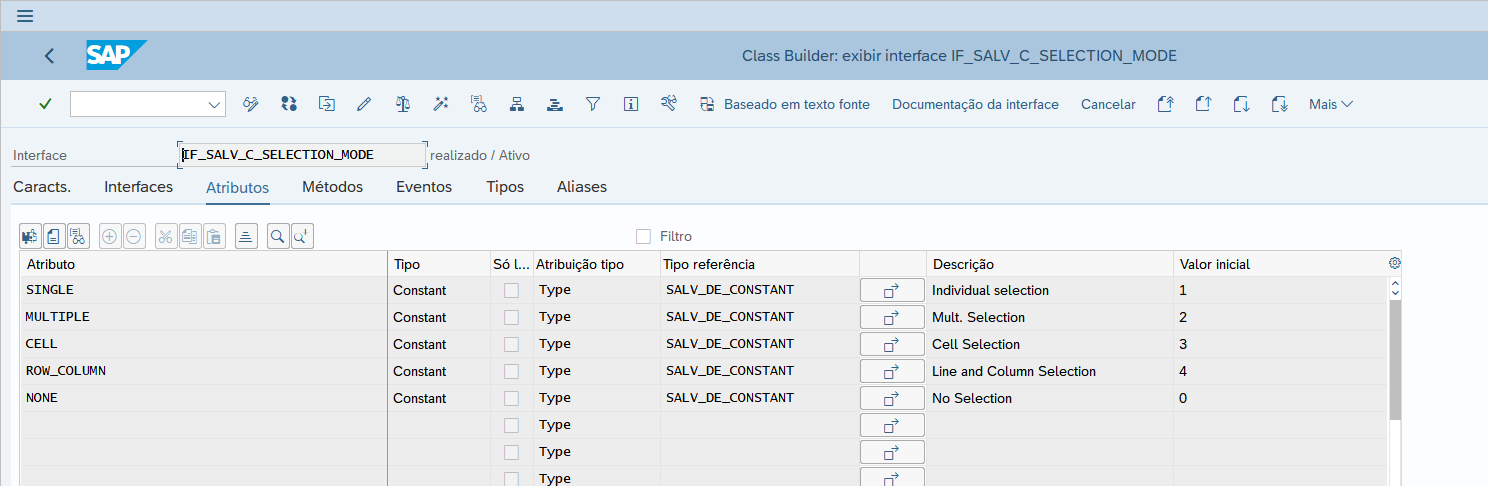 SAP
Class Builder: exibir interface IF_SALV_C_SELECTION_MODE
Baseado em texto fonte Documentação da interface Cancelar Mais
Interface IF_SALV_C_SELECTION_MODE realizado / Ativo
Caracts. Interfaces Atributos Métodos Eventos Tipos Aliases
Filtro
Atributo Tipo Só l... Atribuição tipo Tipo referência Descrição Valor inicial
SINGLE Constant Type SALV_DE_CONSTANT Individual selection 1
MULTIPLE Constant Type SALV_DE_CONSTANT Mult. Selection 2
CELL Constant Type SALV_DE_CONSTANT Cell Selection 3
ROW_COLUMN Constant Type SALV_DE_CONSTANT Line and Column Selection 4
NONE Constant Type SALV_DE_CONSTANT No Selection 0
Type
Type
Type